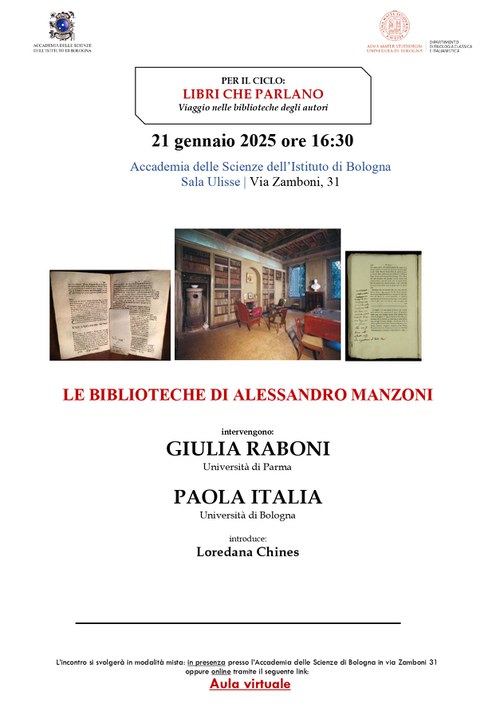 ACCADEMIA DELLE SCIENZE
DELL'ISTITUTO DI BOLOGNA
ALMA MATER STUDIORUM
UNIVERSITÀ DI BOLOGNA
DIPARTIMENTO
DI FILOLOGIA CLASSICA
E ITALIANISTICA
PER IL CICLO:
LIBRI CHE PARLANO
Viaggio nelle biblioteche degli autori
21 gennaio 2025 ore 16:30
Accademia delle Scienze dell'Istituto di Bologna
Sala Ulisse | Via Zamboni, 31
LE BIBLIOTECHE DI ALESSANDRO MANZONI
intervengono:
GIULIA RABONI
Università di Parma
PAOLA ITALIA
Università di Bologna
introduce:
Loredana Chines
L'incontro si svolgerà in modalità mista: in presenza presso l'Accademia delle Scienze di Bologna in via Zamboni 31
oppure online tramite il seguente link:
Aula virtuale